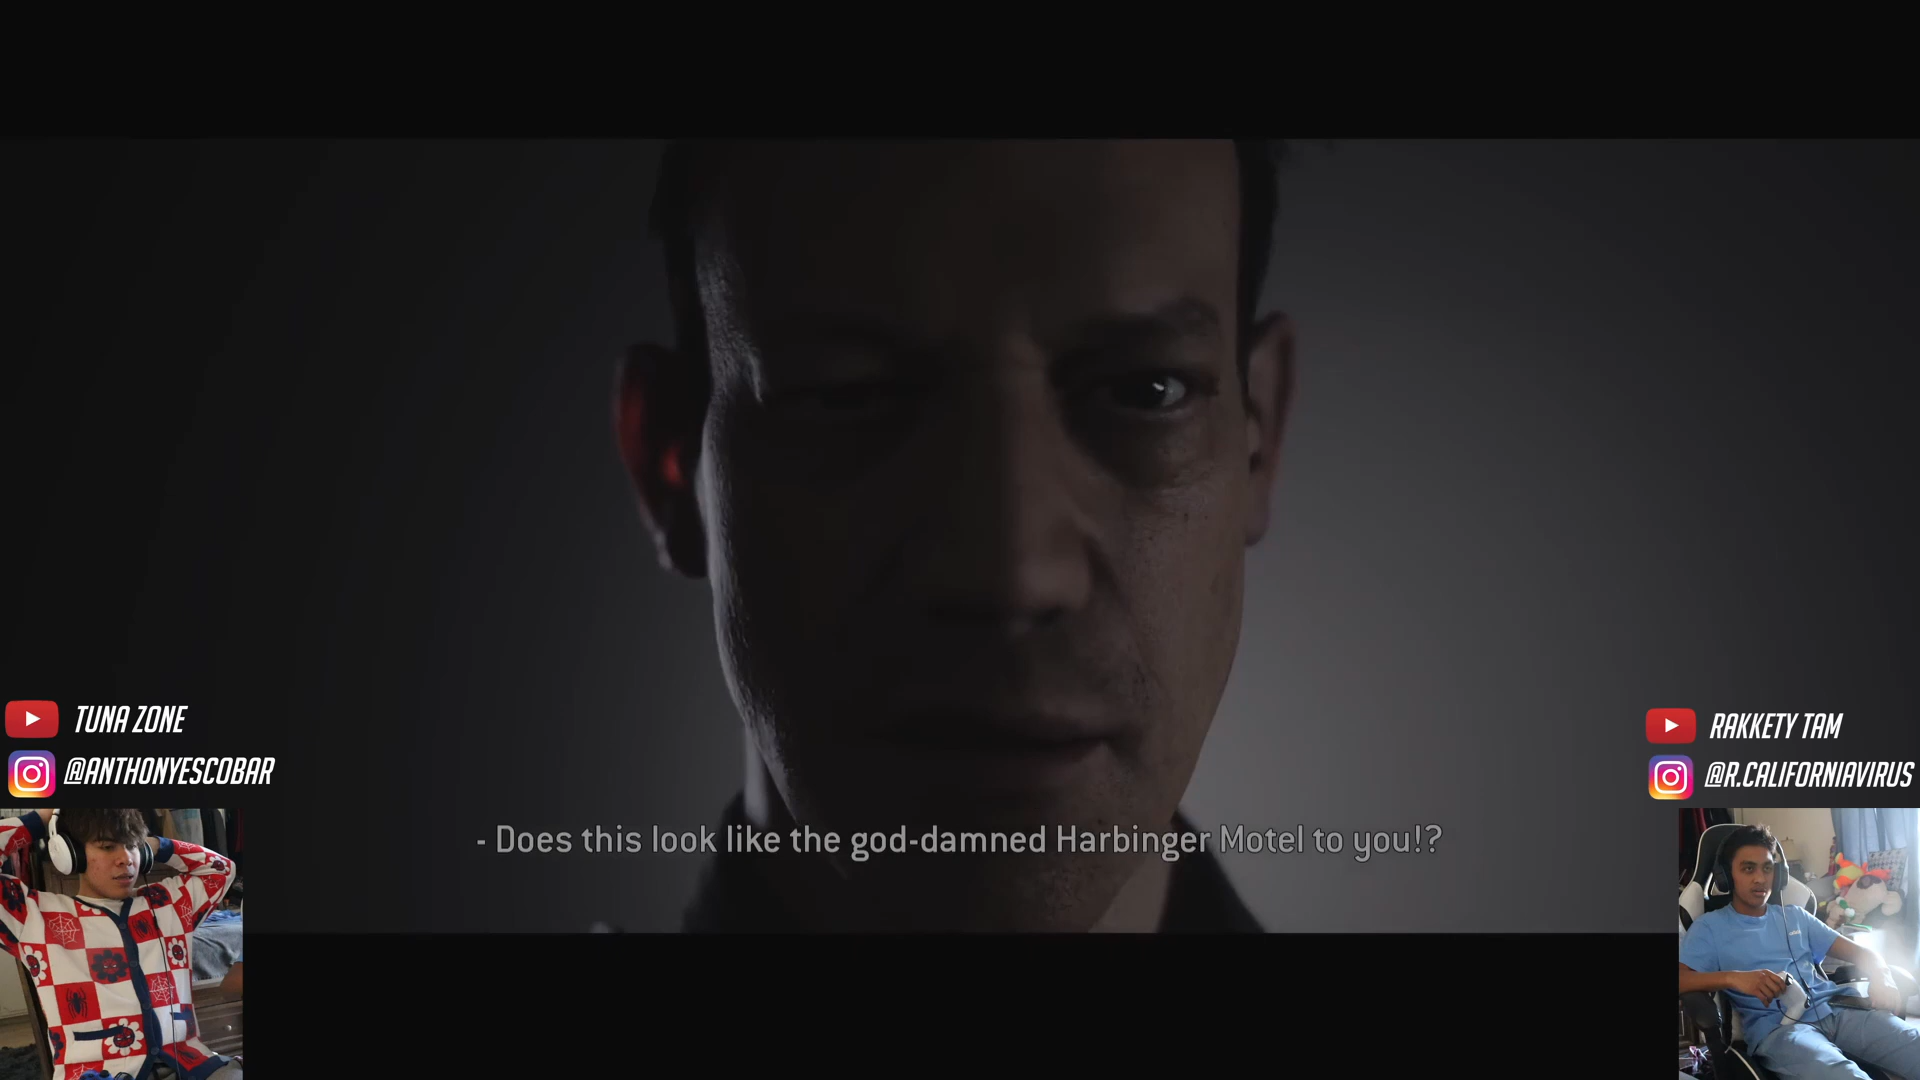 TUNA ZONE
@ANTHONYESCOBAR
RAKKETY TAM
@R.CALIFORNIAVIRUS
- Does this look like the god-damned Harbinger Motel to you!?